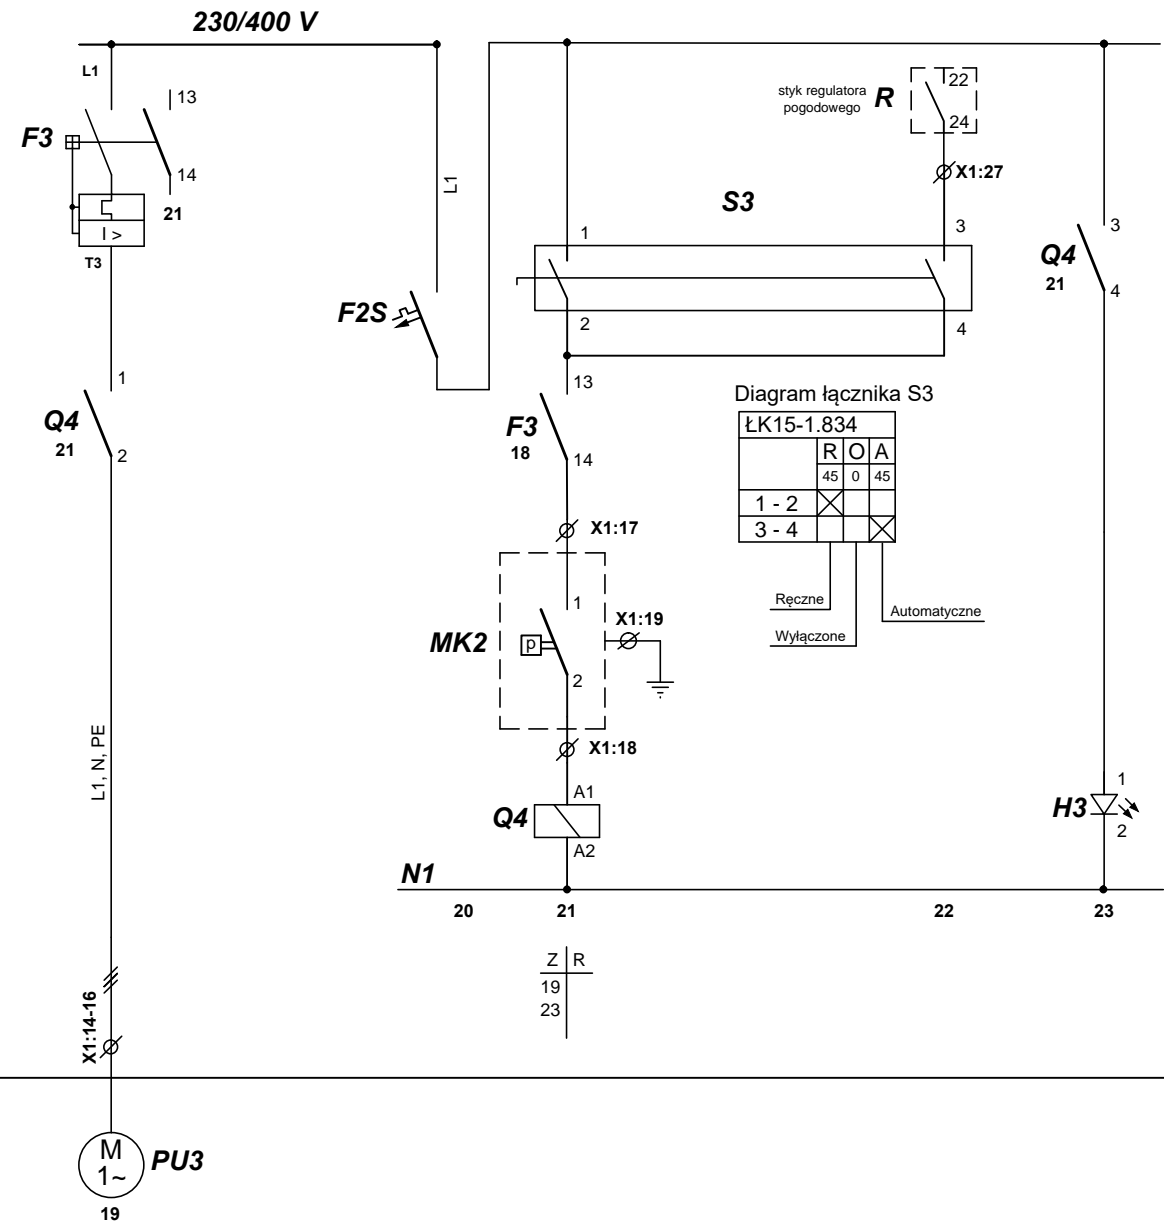 230/400 V
L1
13
F3
14
21
I >
T3
1
Q4
21
2
L1, N, PE
X1:14-16
M
1~
PU3
19
L1
F2S
styk regulatora
pogodowego
R
22
24
X1:27
S3
1
3
2
4
13
F3
18
14
X1:17
1
MK2
p
2
X1:19
X1:18
A1
Q4
A2
N1
20
21
22
23
Z R
19
23
Diagram łącznika S3
ŁK15-1.834
R O A
45 0 45
1 - 2
3 - 4
Ręczne
Automatyczne
Wyłączone
3
Q4
21
4
1
H3
2